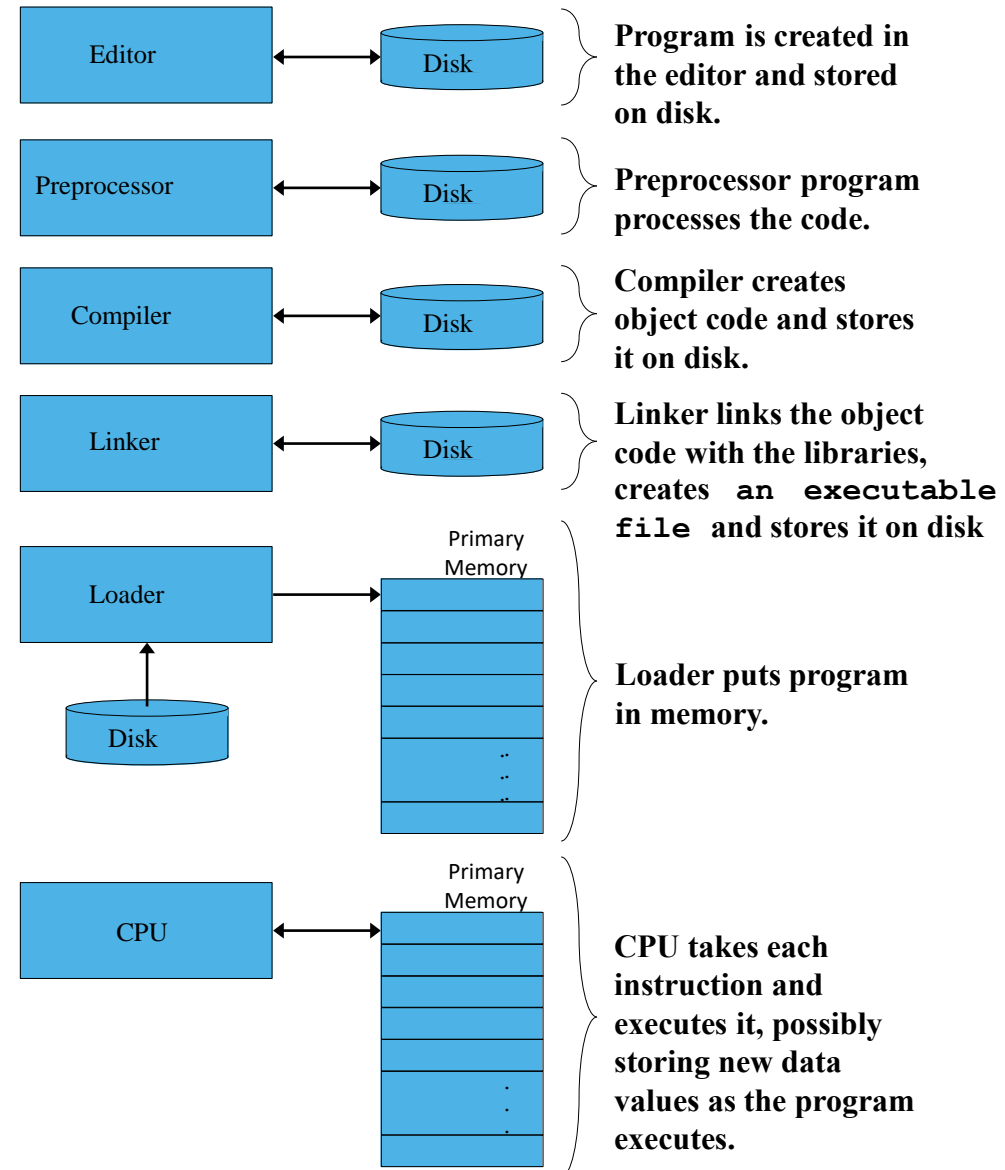 Editor
Disk
Program is created in
the editor and stored
on disk.
Preprocessor
Disk
Preprocessor program
processes the code.
Compiler
Disk
Compiler creates
object code and stores
it on disk.
Linker
Disk
Linker links the object
code with the libraries,
creates an executable
file and stores it on disk
Loader
Disk
Primary
Memory
Loader puts program
in memory.
CPU
Primary
Memory
CPU takes each
instruction and
executes it, possibly
storing new data
values as the program
executes.